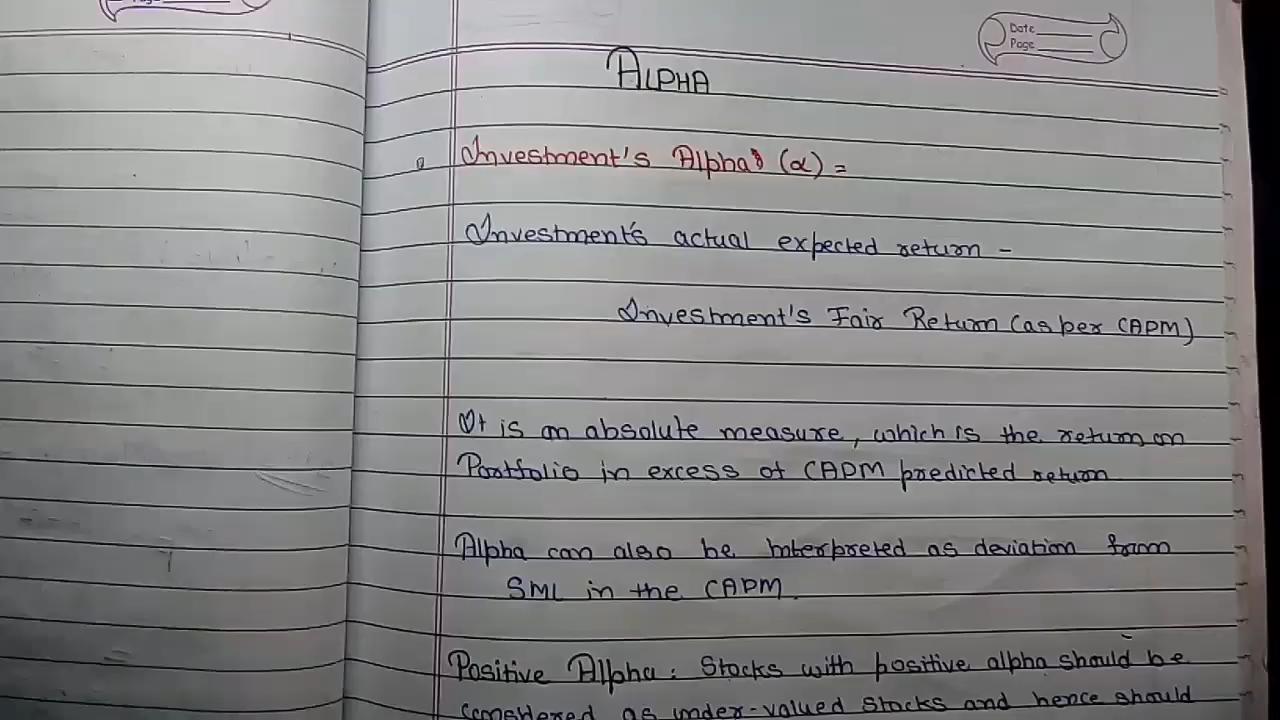 Date
Page
ALPHA
Investment's Alpha (α) =
Investment's actual expected return -
Investment's Fair Return (as per CAPM)
It is an absolute measure, which is the return on
Portfolio in excess of CAPM predicted return
Alpha can also be interpreted as deviation from
SML in the CAPM.
Positive Alpha: Stocks with positive alpha should be
considered as under-valued stocks and hence should